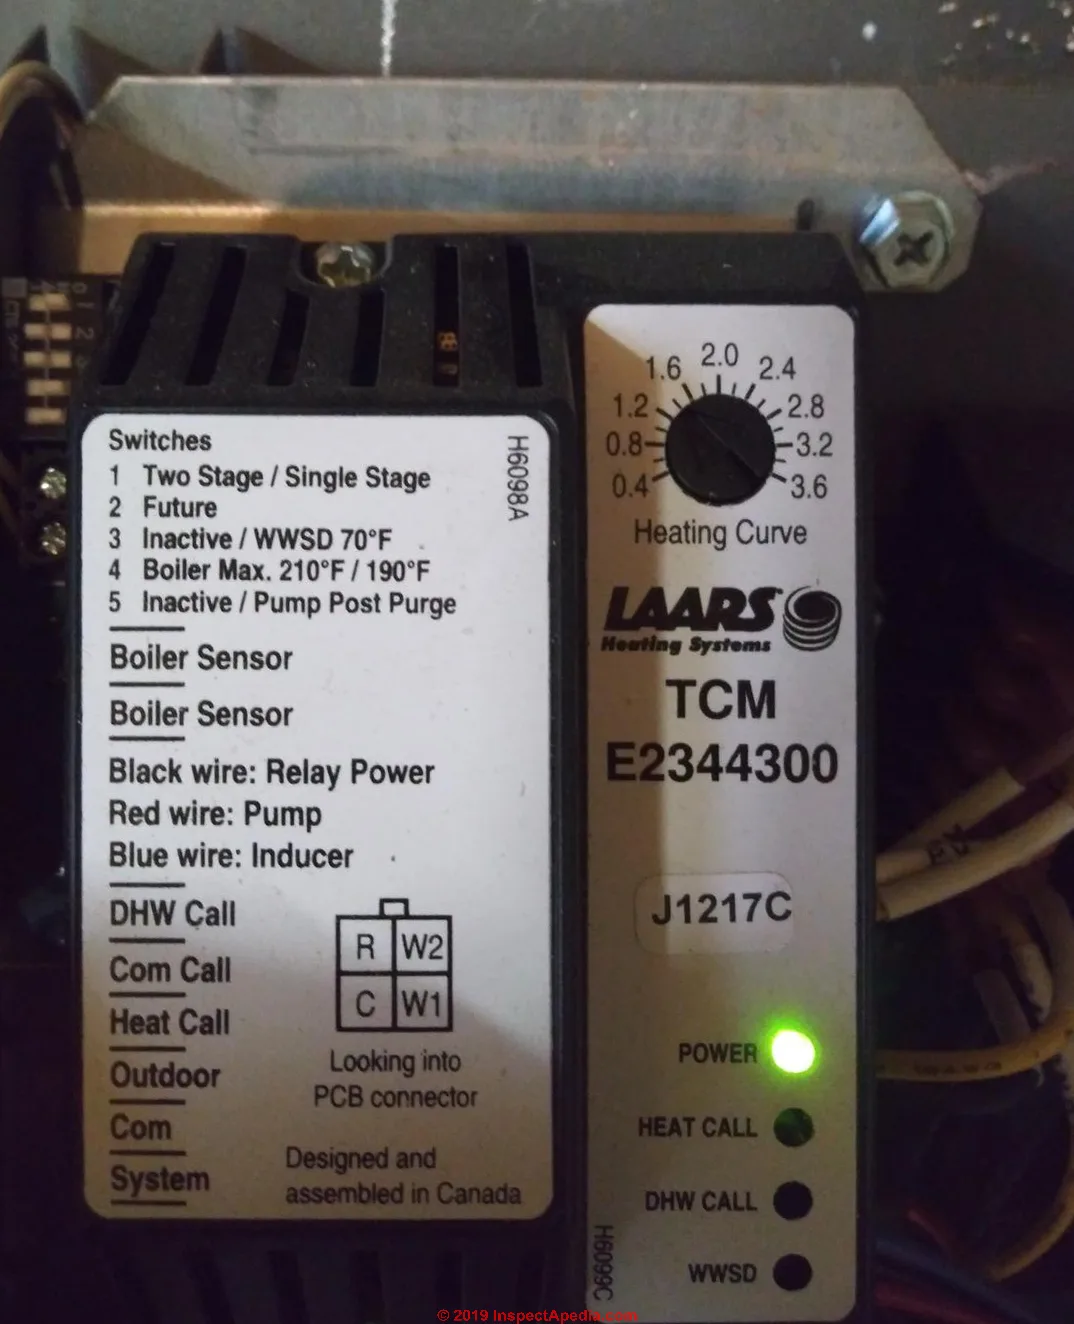 Switches
1 Two Stage / Single Stage
2 Future
3 Inactive / WWSD 70°F
4 Boiler Max. 210°F / 190°F
5 Inactive / Pump Post Purge
H6098A
Boiler Sensor
Boiler Sensor
Black wire: Relay Power
Red wire: Pump
Blue wire: Inducer
DHW Call
Com Call
Heat Call
Outdoor
Com
System
R W2
C W1
Looking into
PCB connector
Designed and
assembled in Canada
0.4
0.8
1.2
1.6
2.0
2.4
2.8
3.2
3.6
Heating Curve
LAARS
Heating Systems
TCM
E2344300
J1217C
POWER
HEAT CALL
DHW CALL
WWSD
H6099C
© 2019 InspectApedia.com